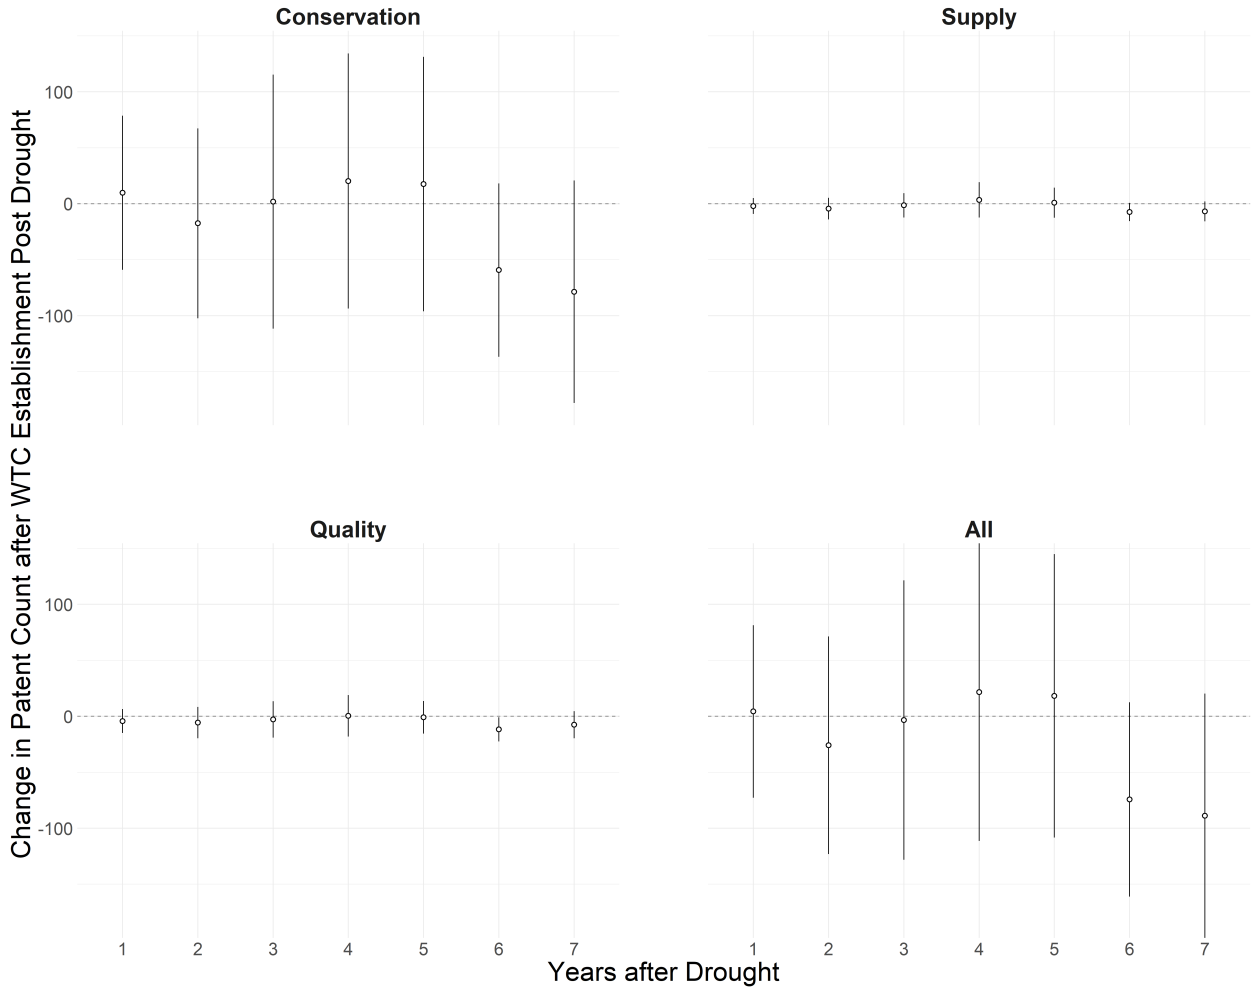 Conservation
Supply
100
0
-100
Quality
All
100
0
-100
1 2 3 4 5 6 7
1 2 3 4 5 6 7
Years after Drought
Change in Patent Count after WTC Establishment Post Drought